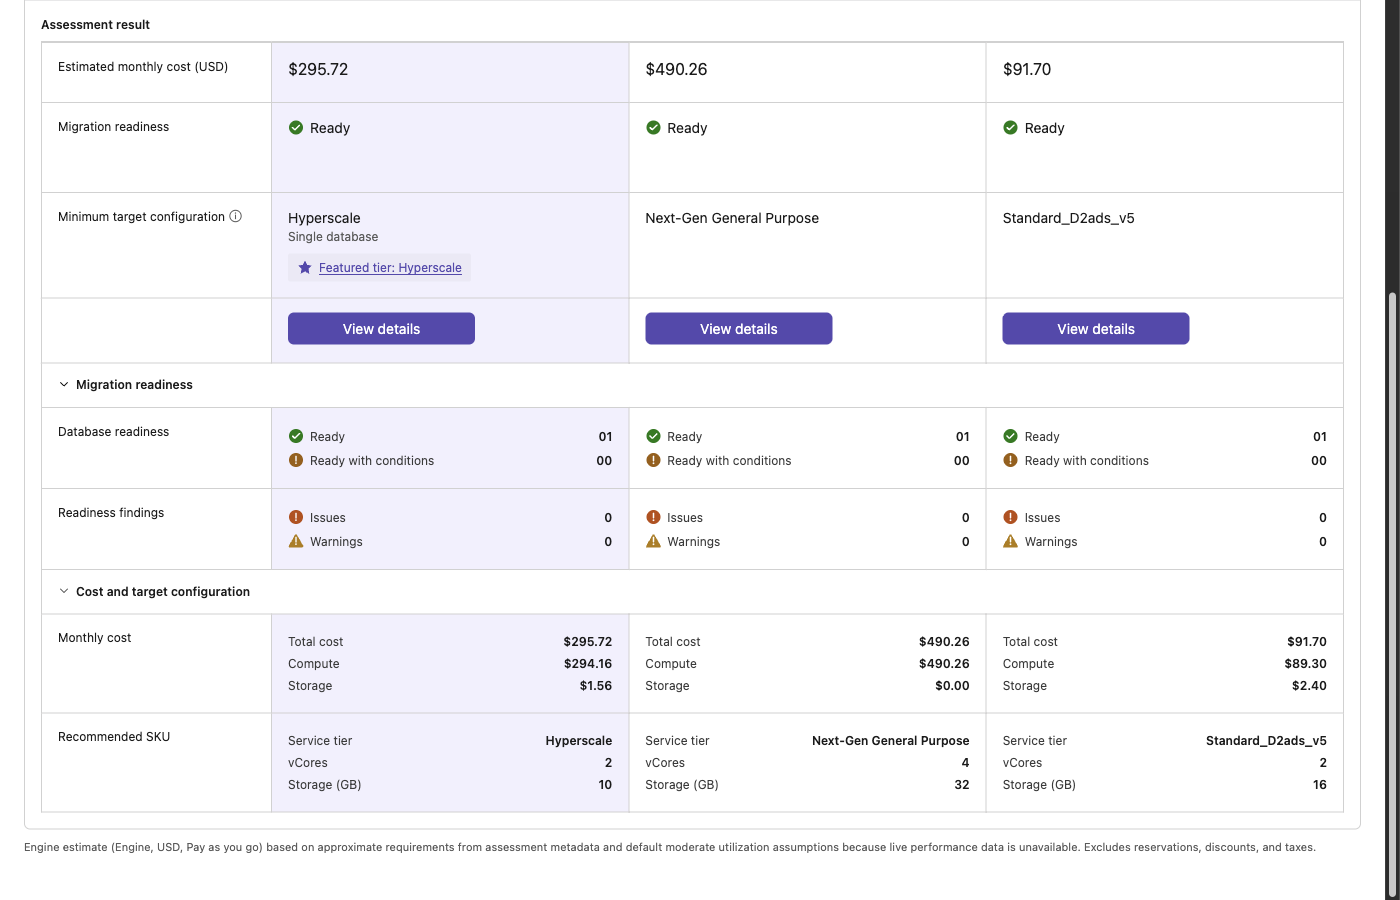 Assessment result
Estimated monthly cost (USD)
$295.72
$490.26
$91.70
Migration readiness
Ready
Ready
Ready
Minimum target configuration
Hyperscale
Single database
Featured tier: Hyperscale
Next-Gen General Purpose
Standard_D2ads_v5
View details
View details
View details
Migration readiness
Database readiness
Ready 01
Ready with conditions 00
Ready 01
Ready with conditions 00
Ready 01
Ready with conditions 00
Readiness findings
Issues 0
Warnings 0
Issues 0
Warnings 0
Issues 0
Warnings 0
Cost and target configuration
Monthly cost
Total cost $295.72
Compute $294.16
Storage $1.56
Total cost $490.26
Compute $490.26
Storage $0.00
Total cost $91.70
Compute $89.30
Storage $2.40
Recommended SKU
Service tier Hyperscale
vCores 2
Storage (GB) 10
Service tier Next-Gen General Purpose
vCores 4
Storage (GB) 32
Service tier Standard_D2ads_v5
vCores 2
Storage (GB) 16
Engine estimate (Engine, USD, Pay as you go) based on approximate requirements from assessment metadata and default moderate utilization assumptions because live performance data is unavailable. Excludes reservations, discounts, and taxes.